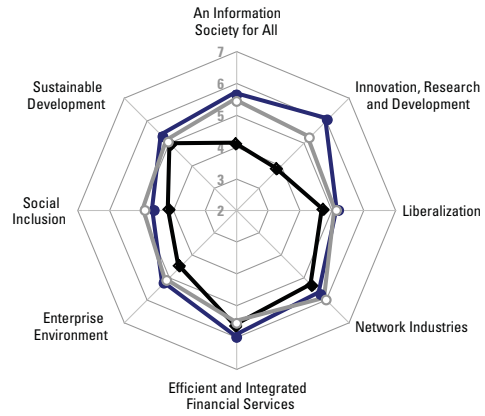 An Information
Society for All
7
6
5
4
3
2
Innovation, Research
and Development
Liberalization
Network Industries
Efficient and Integrated
Financial Services
Enterprise
Environment
Social
Inclusion
Sustainable
Development